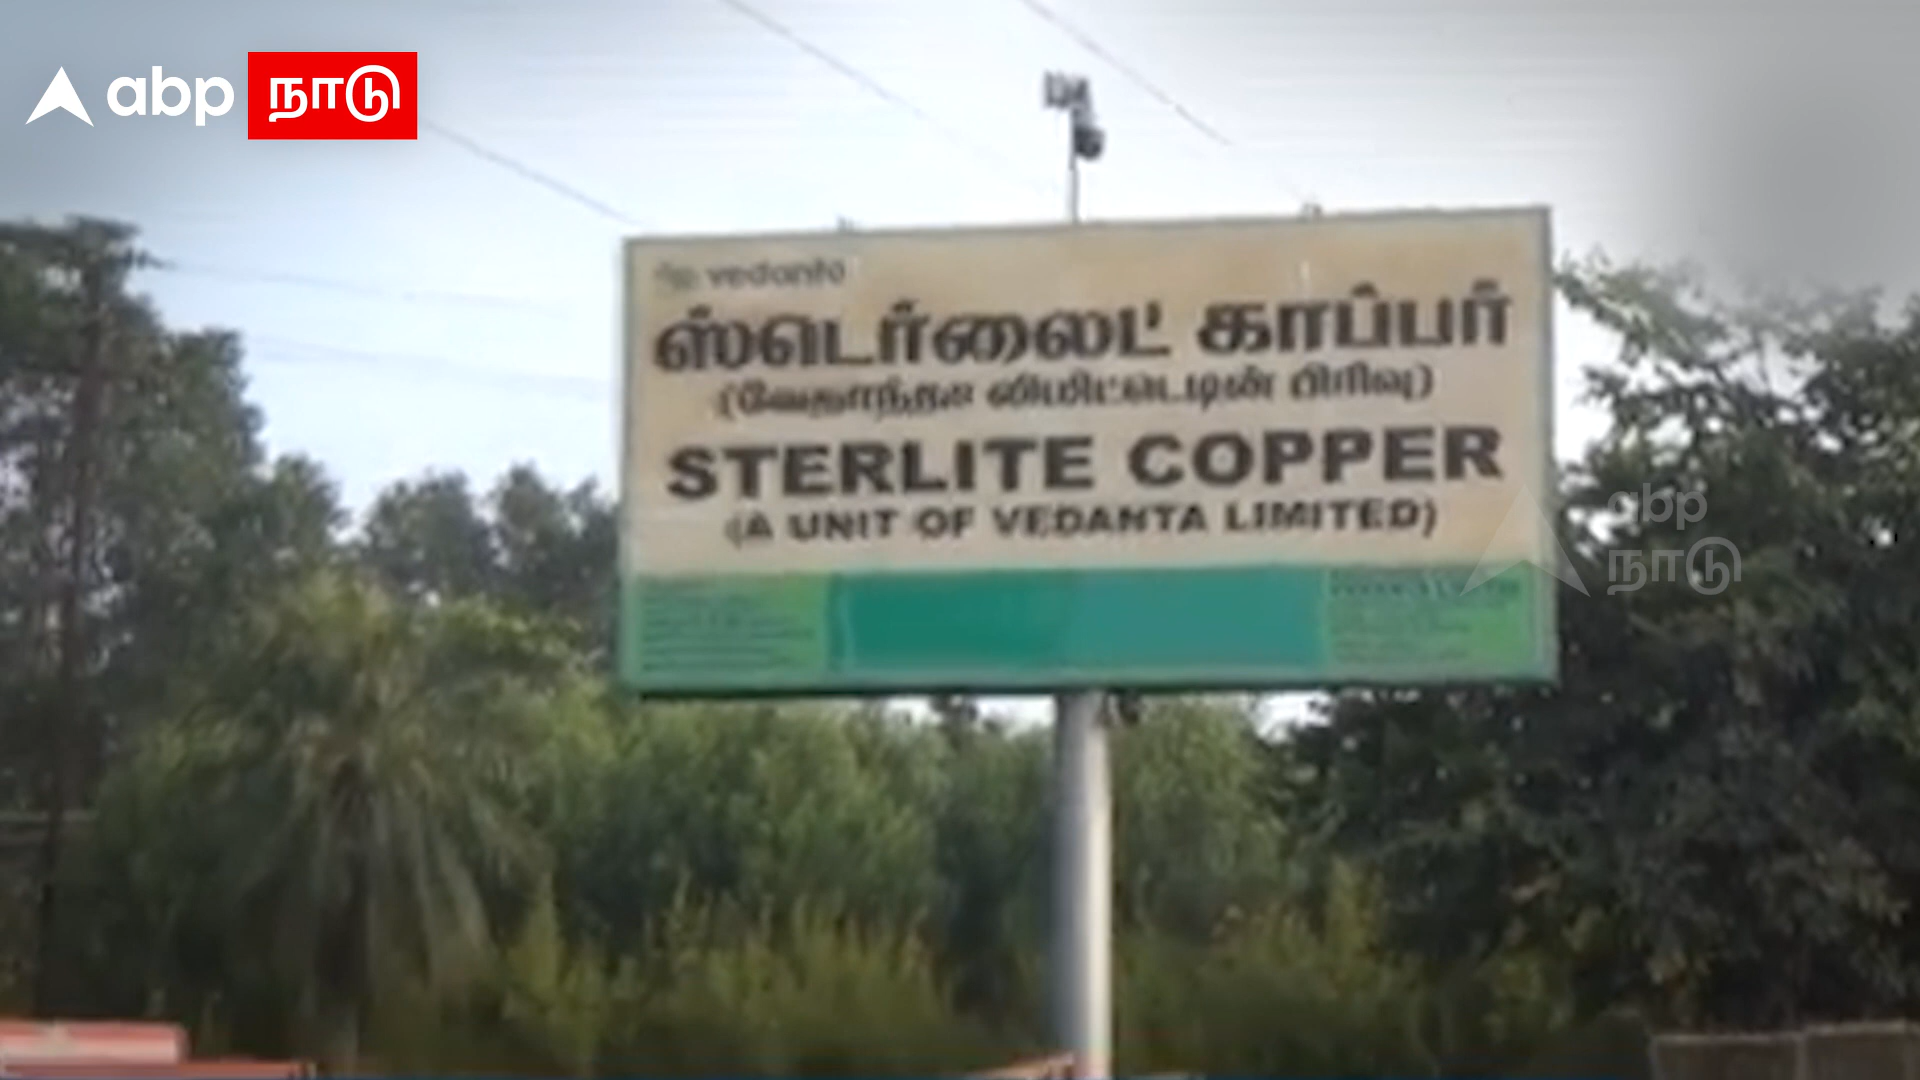 abp நாடு
vedanta
ஸ்டெர்லைட் காப்பர்
(வேதாந்தா லிமிட்டெடின் பிரிவு)
STERLITE COPPER
(A UNIT OF VEDANTA LIMITED)
abp
நாடு